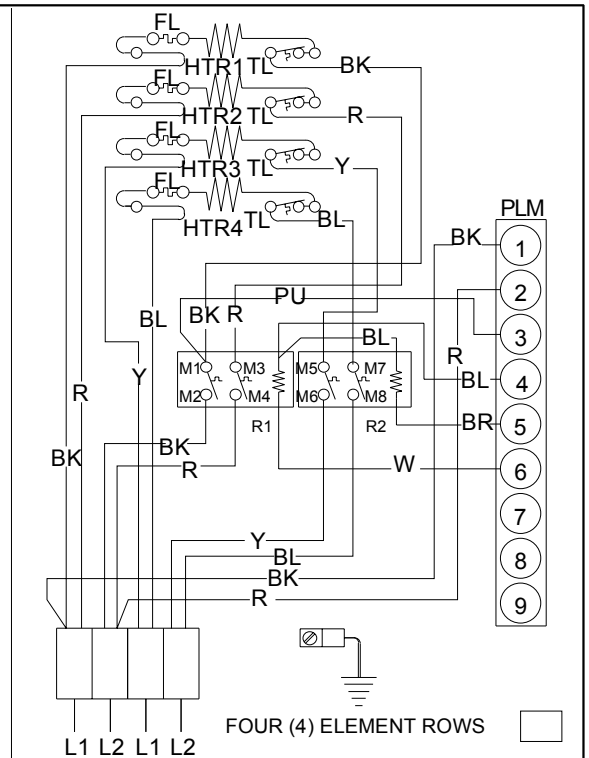 FL
HTR1 TL BK
FL
HTR2 TL R
FL
HTR3 TL Y
FL
HTR4 TL BL
PLM
BK 1
2
PU 3
BL BK R BL R
Y M1 M3 M5 M7 BL 4
R M2 M4 M6 M8
R1 R2 BR 5
BK BK
R W 6
7
Y
BL 8
BK
R 9
FOUR (4) ELEMENT ROWS
L1 L2 L1 L2